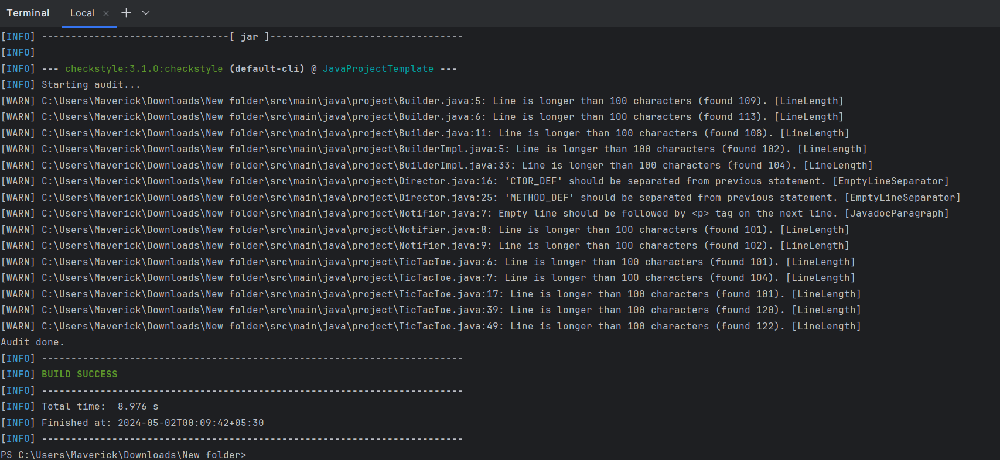 Terminal Local × + ⌄
[INFO] --------------------------------[ jar ]---------------------------------
[INFO]
[INFO] --- checkstyle:3.1.0:checkstyle (default-cli) @ JavaProjectTemplate ---
[INFO] Starting audit...
[WARN] C:\Users\Maverick\Downloads\New folder\src\main\java\project\Builder.java:5: Line is longer than 100 characters (found 109). [LineLength]
[WARN] C:\Users\Maverick\Downloads\New folder\src\main\java\project\Builder.java:6: Line is longer than 100 characters (found 113). [LineLength]
[WARN] C:\Users\Maverick\Downloads\New folder\src\main\java\project\Builder.java:11: Line is longer than 100 characters (found 108). [LineLength]
[WARN] C:\Users\Maverick\Downloads\New folder\src\main\java\project\BuilderImpl.java:5: Line is longer than 100 characters (found 102). [LineLength]
[WARN] C:\Users\Maverick\Downloads\New folder\src\main\java\project\BuilderImpl.java:33: Line is longer than 100 characters (found 104). [LineLength]
[WARN] C:\Users\Maverick\Downloads\New folder\src\main\java\project\Director.java:16: 'CTOR_DEF' should be separated from previous statement. [EmptyLineSeparator]
[WARN] C:\Users\Maverick\Downloads\New folder\src\main\java\project\Director.java:25: 'METHOD_DEF' should be separated from previous statement. [EmptyLineSeparator]
[WARN] C:\Users\Maverick\Downloads\New folder\src\main\java\project\Notifier.java:7: Empty line should be followed by <p> tag on the next line. [JavadocParagraph]
[WARN] C:\Users\Maverick\Downloads\New folder\src\main\java\project\Notifier.java:8: Line is longer than 100 characters (found 101). [LineLength]
[WARN] C:\Users\Maverick\Downloads\New folder\src\main\java\project\Notifier.java:9: Line is longer than 100 characters (found 102). [LineLength]
[WARN] C:\Users\Maverick\Downloads\New folder\src\main\java\project\TicTacToe.java:6: Line is longer than 100 characters (found 101). [LineLength]
[WARN] C:\Users\Maverick\Downloads\New folder\src\main\java\project\TicTacToe.java:7: Line is longer than 100 characters (found 104). [LineLength]
[WARN] C:\Users\Maverick\Downloads\New folder\src\main\java\project\TicTacToe.java:17: Line is longer than 100 characters (found 101). [LineLength]
[WARN] C:\Users\Maverick\Downloads\New folder\src\main\java\project\TicTacToe.java:39: Line is longer than 100 characters (found 120). [LineLength]
[WARN] C:\Users\Maverick\Downloads\New folder\src\main\java\project\TicTacToe.java:49: Line is longer than 100 characters (found 122). [LineLength]
Audit done.
[INFO] ------------------------------------------------------------------------
[INFO] BUILD SUCCESS
[INFO] ------------------------------------------------------------------------
[INFO] Total time:  8.976 s
[INFO] Finished at: 2024-05-02T00:09:42+05:30
[INFO] ------------------------------------------------------------------------
PS C:\Users\Maverick\Downloads\New folder>